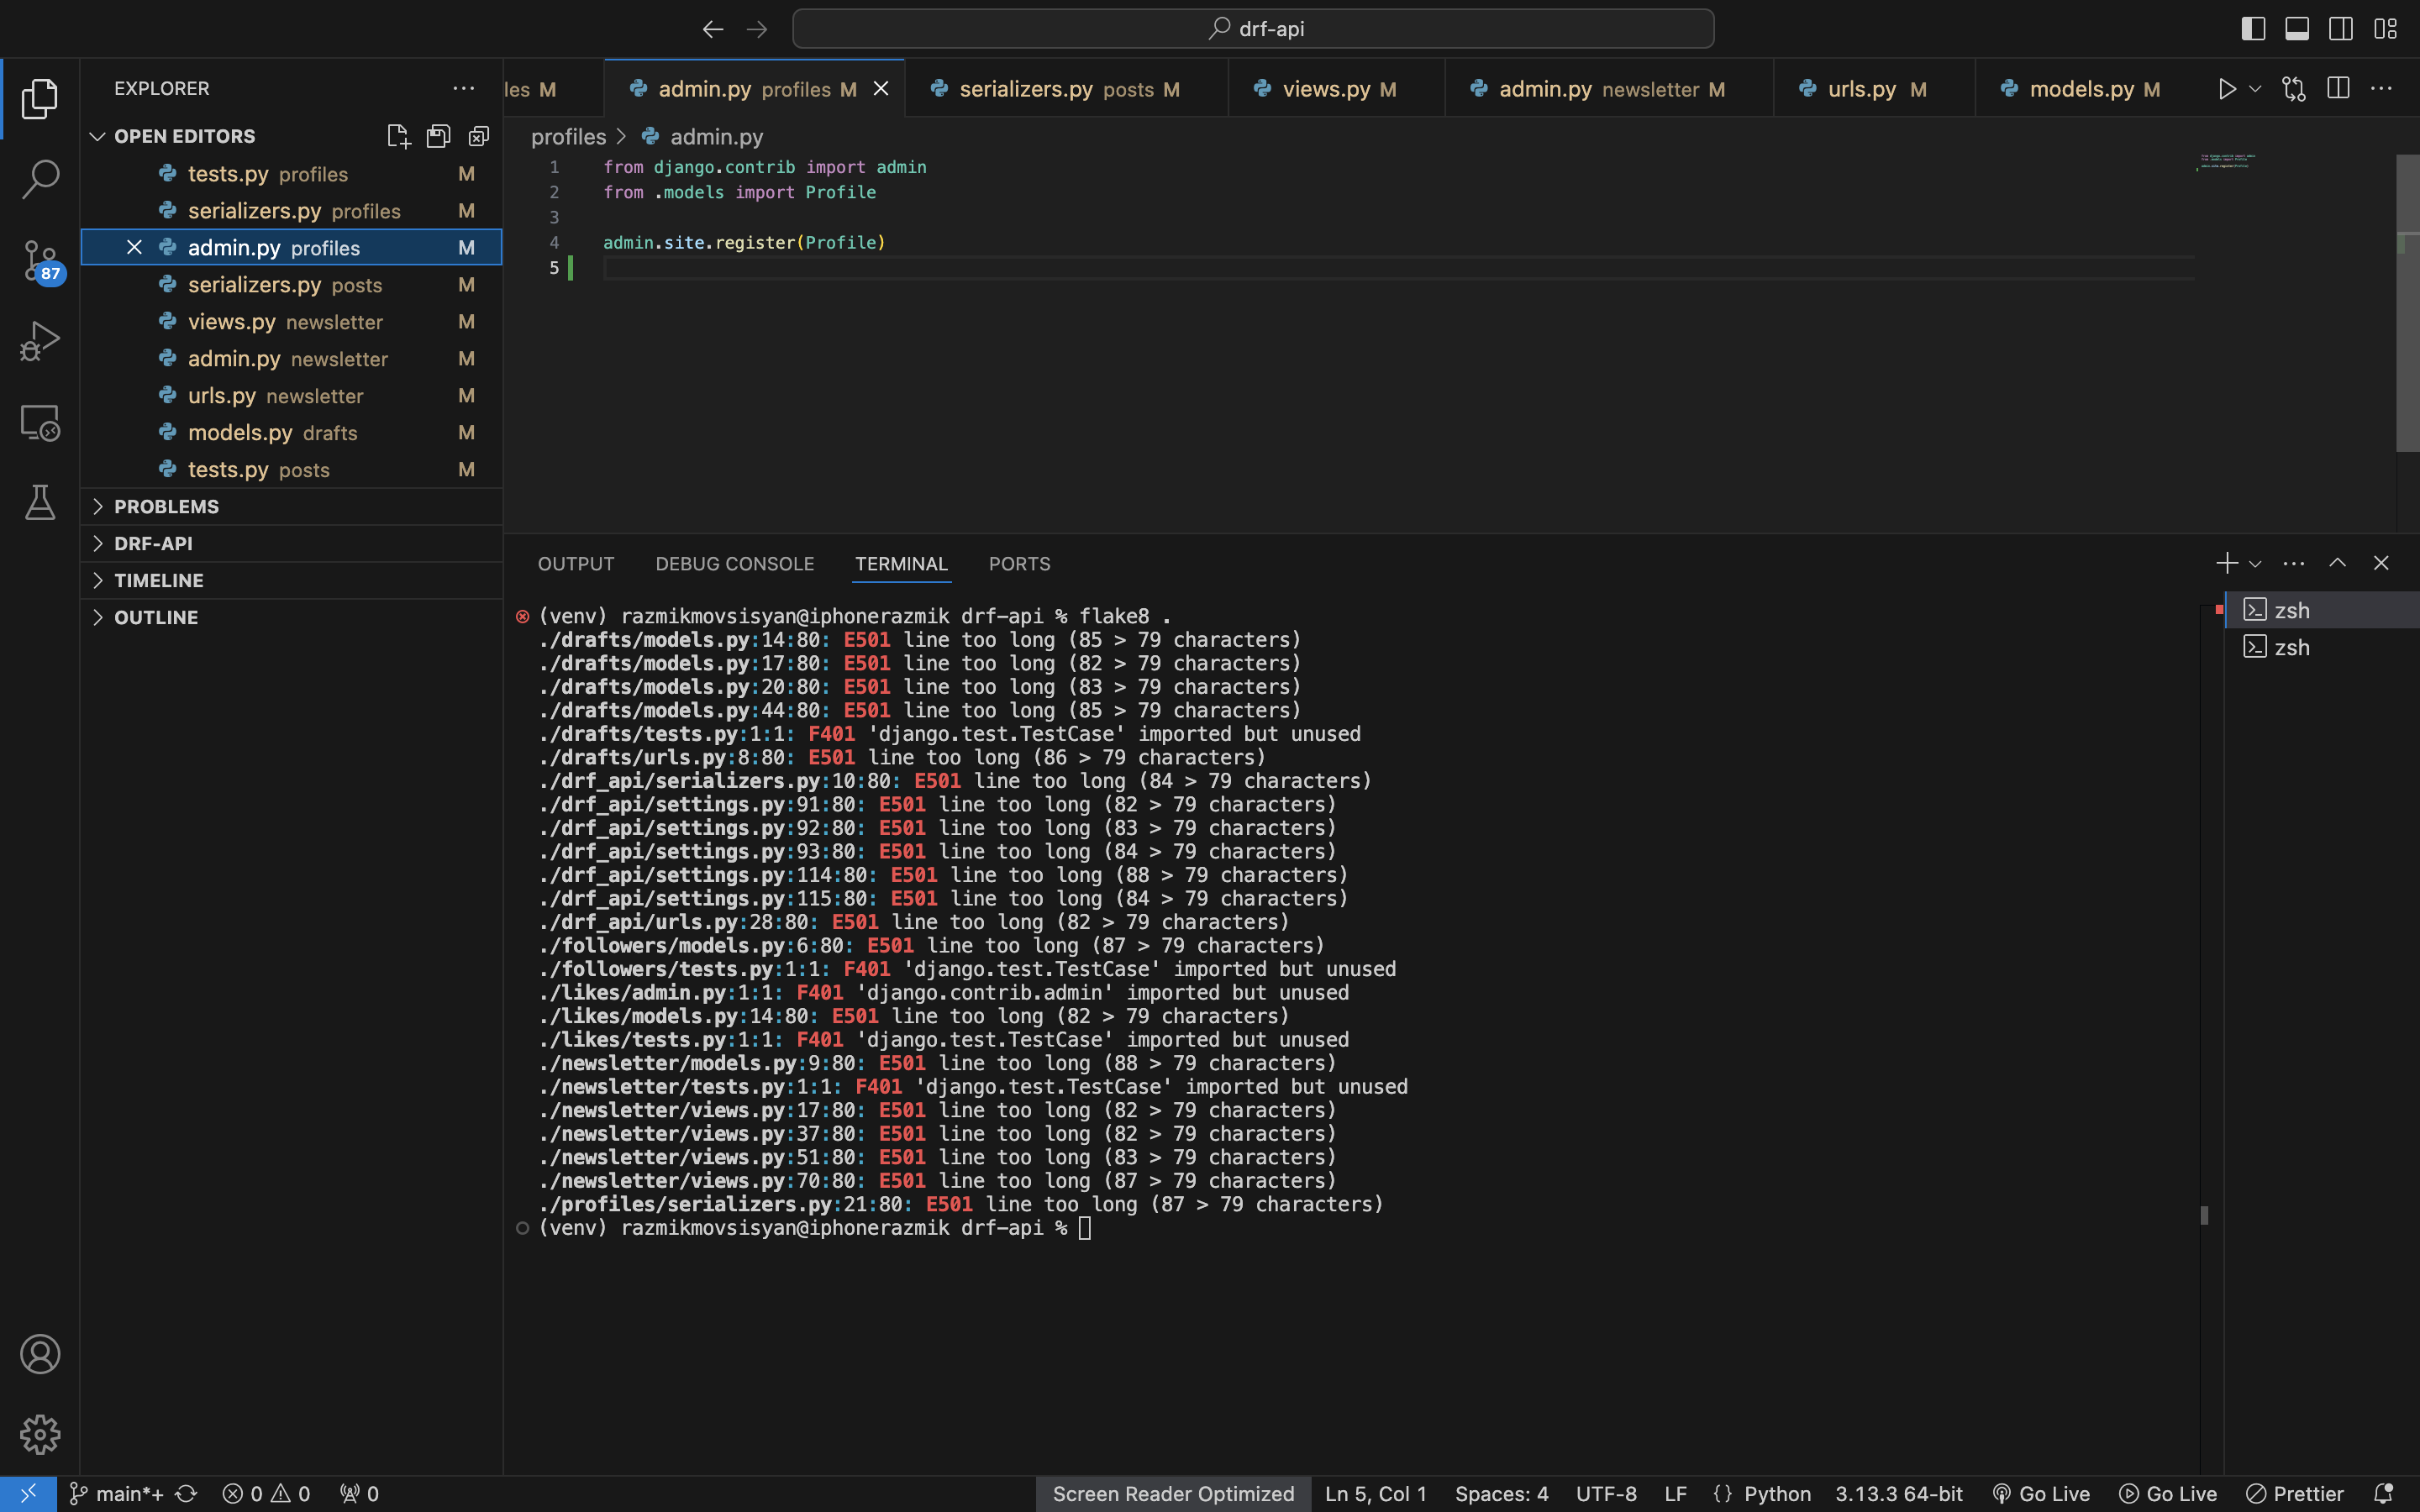 drf-api
EXPLORER
OPEN EDITORS
tests.py profiles M
serializers.py profiles M
admin.py profiles M
serializers.py posts M
views.py newsletter M
admin.py newsletter M
urls.py newsletter M
models.py drafts M
tests.py posts M
PROBLEMS
DRF-API
TIMELINE
OUTLINE
87
les M
admin.py profiles M
serializers.py posts M
views.py M
admin.py newsletter M
urls.py M
models.py M
profiles > admin.py
1 from django.contrib import admin
2 from .models import Profile
3
4 admin.site.register(Profile)
5
OUTPUT DEBUG CONSOLE TERMINAL PORTS
(venv) razmikmovsisyan@iphonerazmik drf-api % flake8 .
./drafts/models.py:14:80: E501 line too long (85 > 79 characters)
./drafts/models.py:17:80: E501 line too long (82 > 79 characters)
./drafts/models.py:20:80: E501 line too long (83 > 79 characters)
./drafts/models.py:44:80: E501 line too long (85 > 79 characters)
./drafts/tests.py:1:1: F401 'django.test.TestCase' imported but unused
./drafts/urls.py:8:80: E501 line too long (86 > 79 characters)
./drf_api/serializers.py:10:80: E501 line too long (84 > 79 characters)
./drf_api/settings.py:91:80: E501 line too long (82 > 79 characters)
./drf_api/settings.py:92:80: E501 line too long (83 > 79 characters)
./drf_api/settings.py:93:80: E501 line too long (84 > 79 characters)
./drf_api/settings.py:114:80: E501 line too long (88 > 79 characters)
./drf_api/settings.py:115:80: E501 line too long (84 > 79 characters)
./drf_api/urls.py:28:80: E501 line too long (82 > 79 characters)
./followers/models.py:6:80: E501 line too long (87 > 79 characters)
./followers/tests.py:1:1: F401 'django.test.TestCase' imported but unused
./likes/admin.py:1:1: F401 'django.contrib.admin' imported but unused
./likes/models.py:14:80: E501 line too long (82 > 79 characters)
./likes/tests.py:1:1: F401 'django.test.TestCase' imported but unused
./newsletter/models.py:9:80: E501 line too long (88 > 79 characters)
./newsletter/tests.py:1:1: F401 'django.test.TestCase' imported but unused
./newsletter/views.py:17:80: E501 line too long (82 > 79 characters)
./newsletter/views.py:37:80: E501 line too long (82 > 79 characters)
./newsletter/views.py:51:80: E501 line too long (83 > 79 characters)
./newsletter/views.py:70:80: E501 line too long (87 > 79 characters)
./profiles/serializers.py:21:80: E501 line too long (87 > 79 characters)
(venv) razmikmovsisyan@iphonerazmik drf-api %
zsh
zsh
main*+ 0 0 0 Screen Reader Optimized Ln 5, Col 1 Spaces: 4 UTF-8 LF {} Python 3.13.3 64-bit Go Live Go Live Prettier